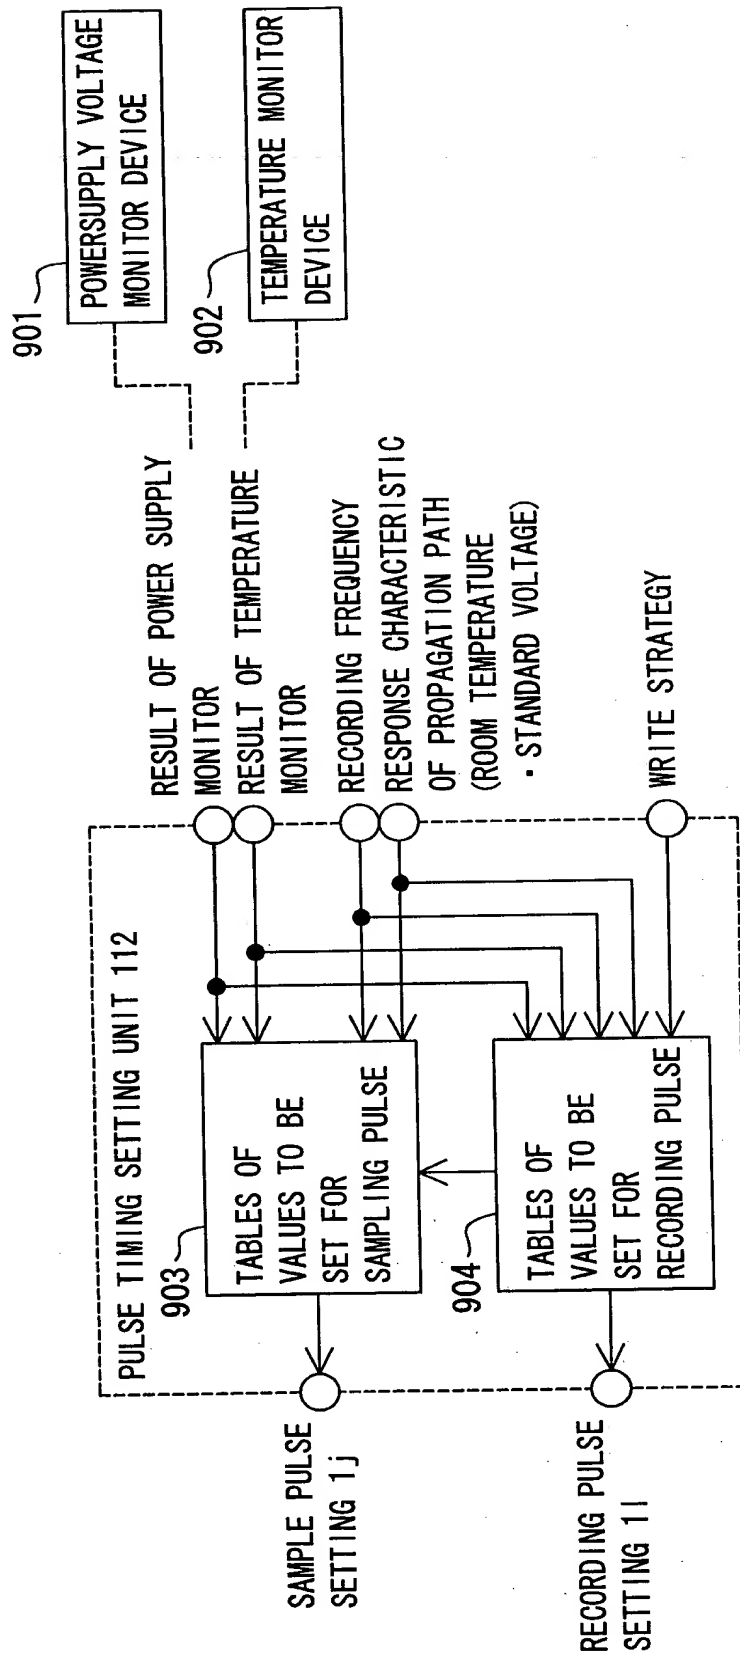 901
POWERSUPPLY VOLTAGE
MONITOR DEVICE
902
TEMPERATURE MONITOR
DEVICE
RESULT OF POWER SUPPLY
MONITOR
RESULT OF TEMPERATURE
MONITOR
RECORDING FREQUENCY
RESPONSE CHARACTERISTIC
OF PROPAGATION PATH
(ROOM TEMPERATURE
・STANDARD VOLTAGE)
WRITE STRATEGY
PULSE TIMING SETTING UNIT 112
903
TABLES OF
VALUES TO BE
SET FOR
SAMPLING PULSE
904
TABLES OF
VALUES TO BE
SET FOR
RECORDING PULSE
SAMPLE PULSE
SETTING 1j
RECORDING PULSE
SETTING 1l